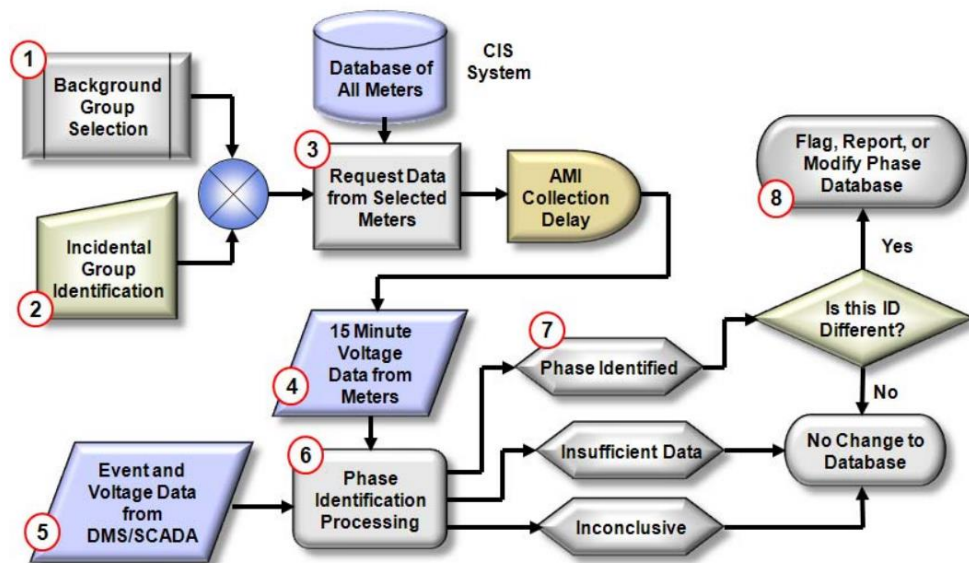 1
Background
Group
Selection
Database of
All Meters
CIS
System
3
Request Data
from Selected
Meters
AMI
Collection
Delay
Flag, Report, or
Modify Phase
Database
8
2
Incidental
Group
Identification
Yes
Is this ID
Different?
No
15 Minute
Voltage
Data from
Meters
4
7
Phase Identified
5
Event and
Voltage Data
from
DMS/SCADA
6
Phase
Identification
Processing
Insufficient Data
Inconclusive
No Change to
Database